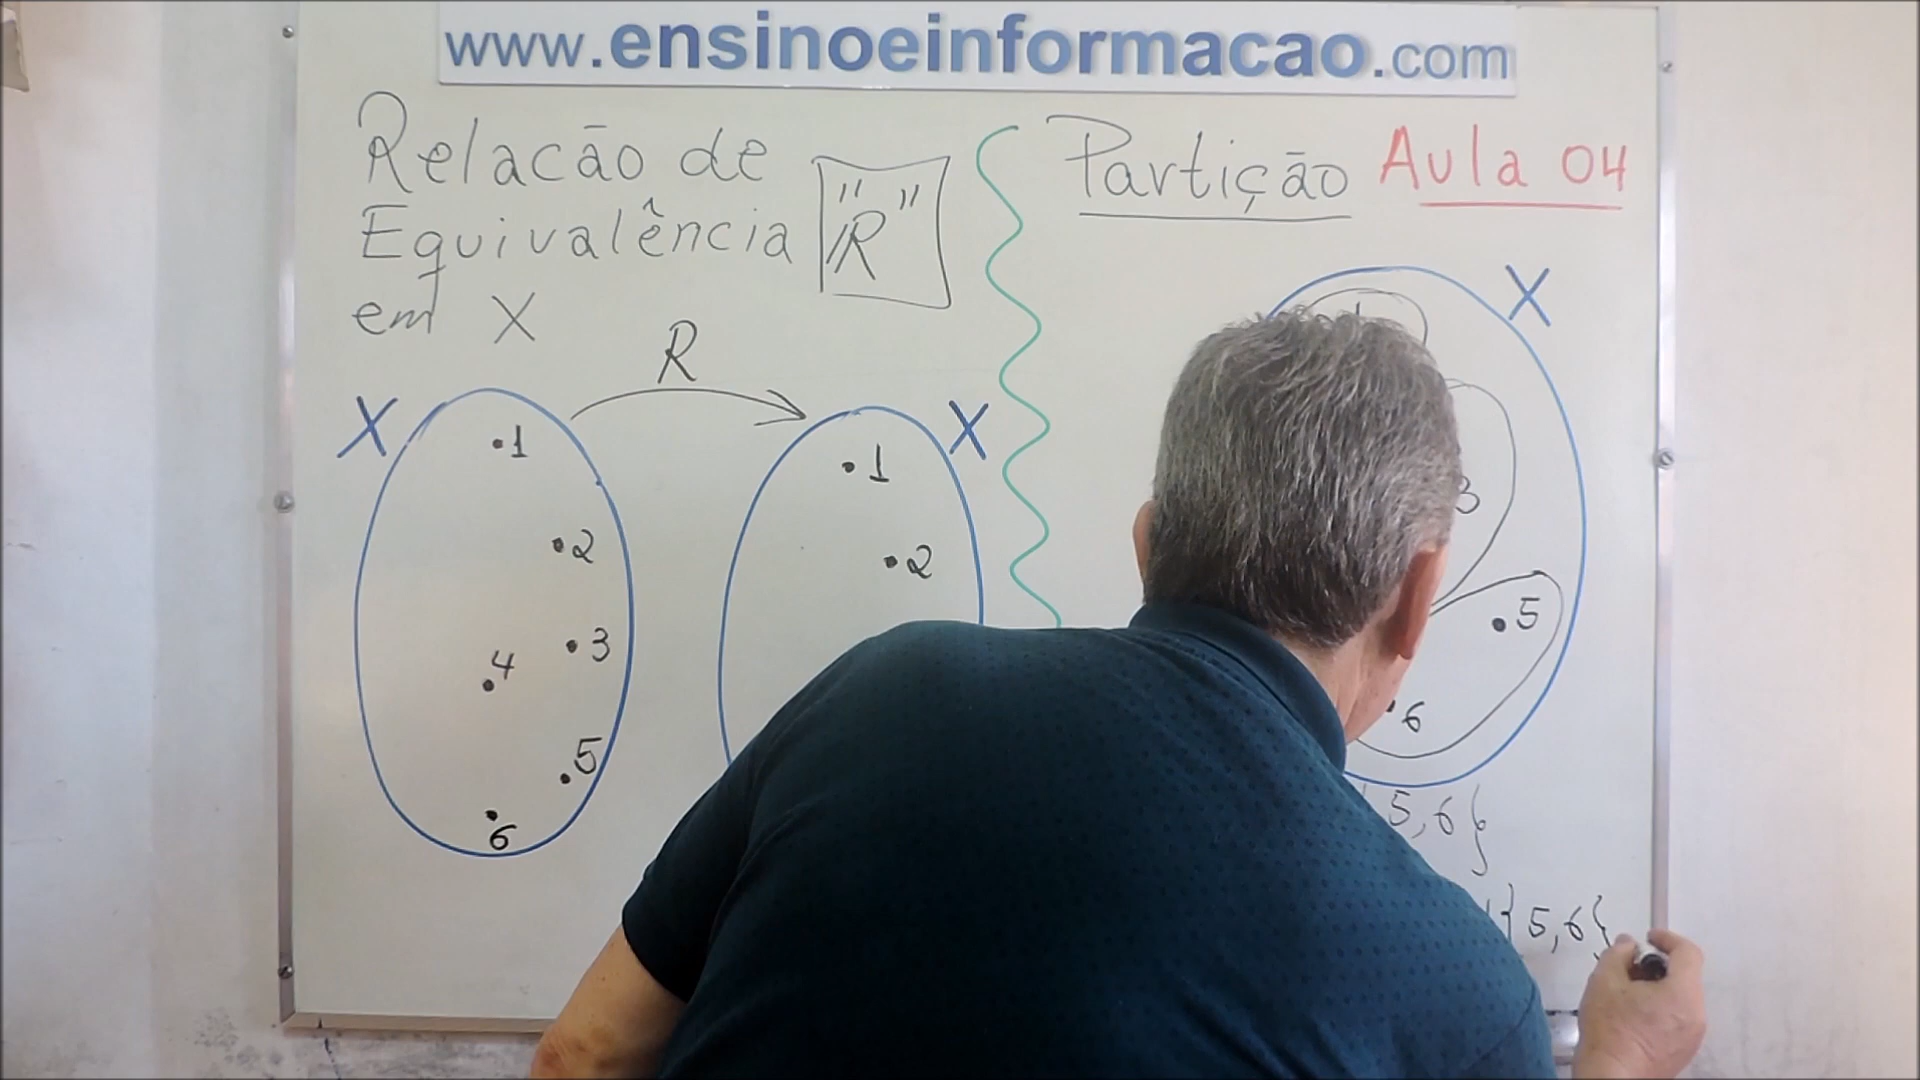 www.ensinoeinformacao.com
Relacão de
Equivalência
em X
"R"
R
X
.1
.2
.3
.4
.5
.6
X
.1
.2
Partição Aula 04
X
3
.5
.6
5,6}
{5,6}